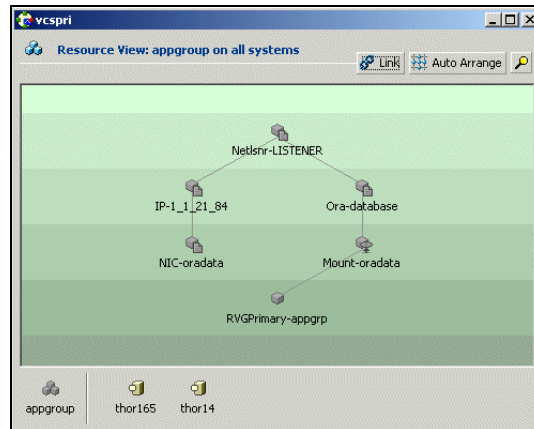 vcspri
Resource View: appgroup on all systems
Link
Auto Arrange
Netlsnr-LISTENER
IP-1_1_21_84
Ora-database
NIC-oradata
Mount-oradata
RVGPrimary-appgrp
appgroup
thor165
thor14